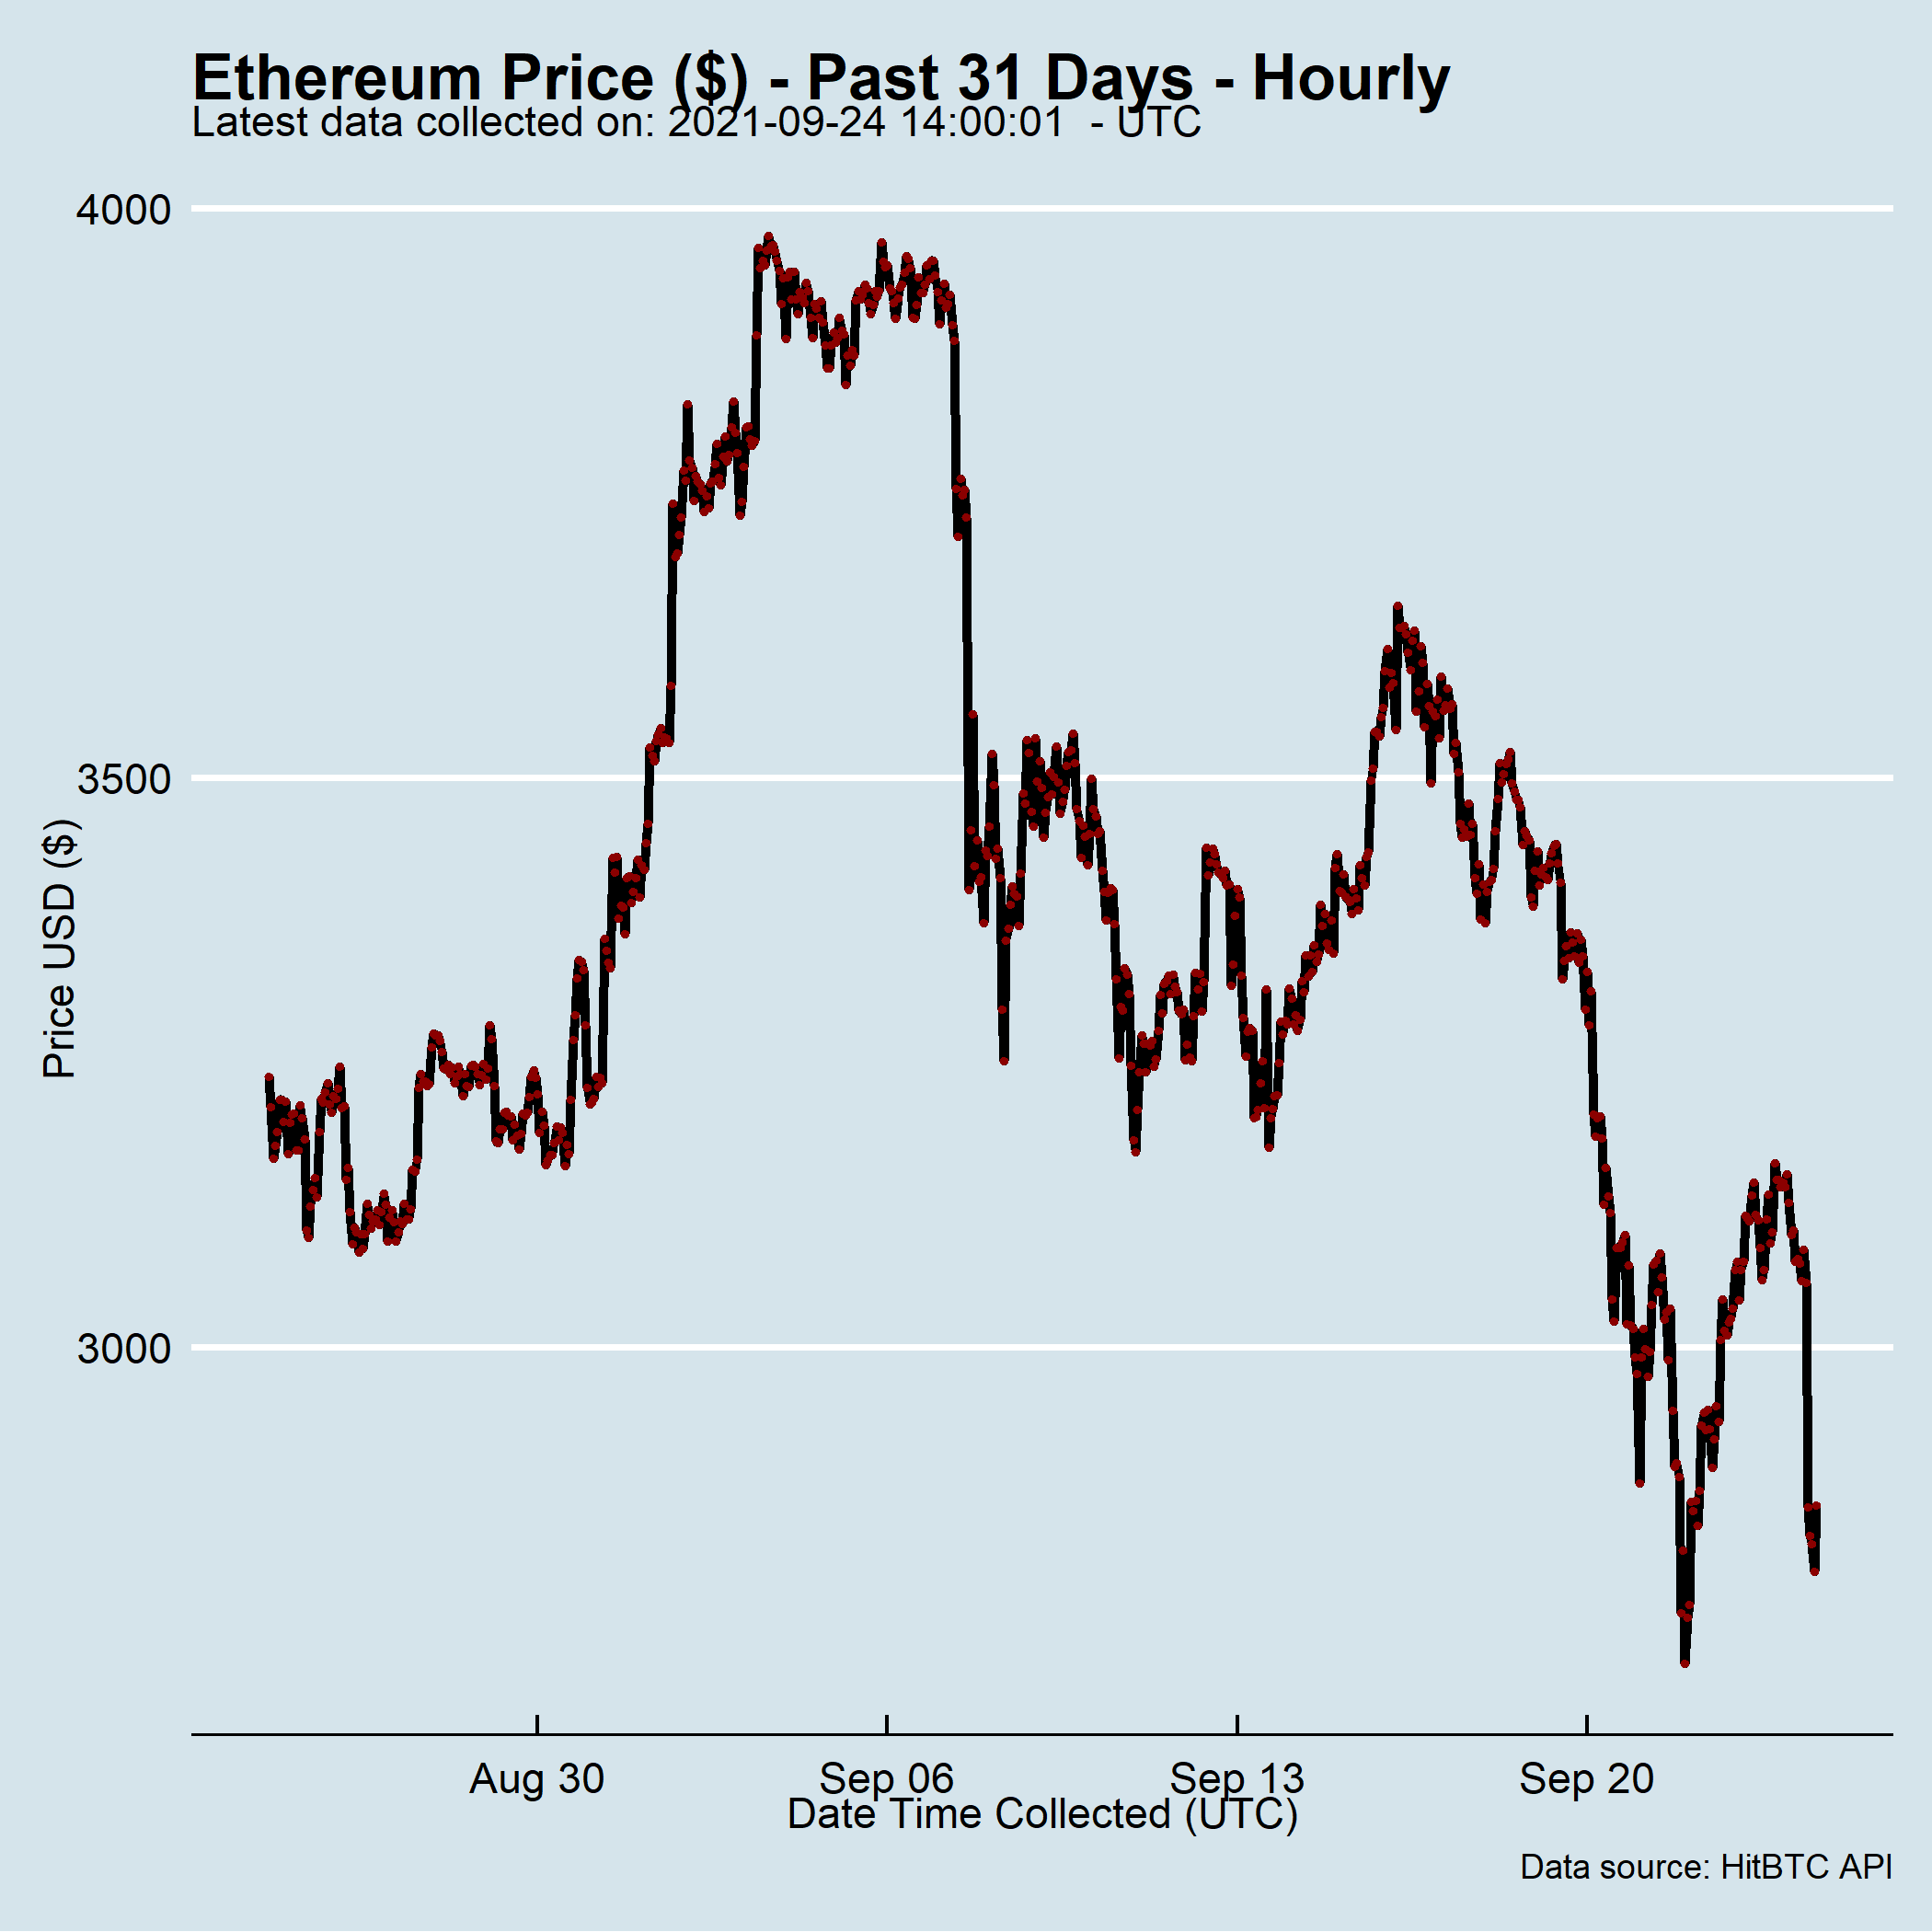 Ethereum Price ($) - Past 31 Days - Hourly
Latest data collected on: 2021-09-24 14:00:01  - UTC
4000
3500
3000
Price USD ($)
Aug 30
Sep 06
Sep 13
Sep 20
Date Time Collected (UTC)
Data source: HitBTC API